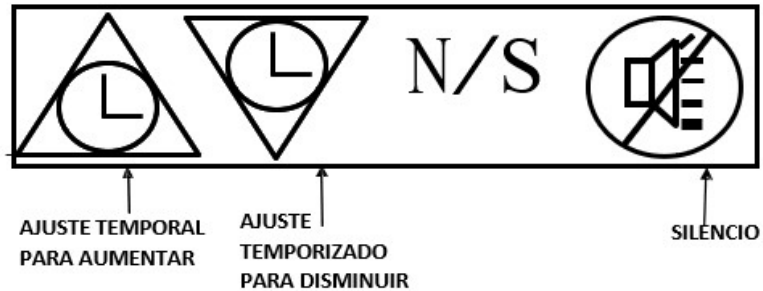 N/S
AJUSTE TEMPORAL
PARA AUMENTAR
AJUSTE
TEMPORIZADO
PARA DISMINUIR
SILENCIO